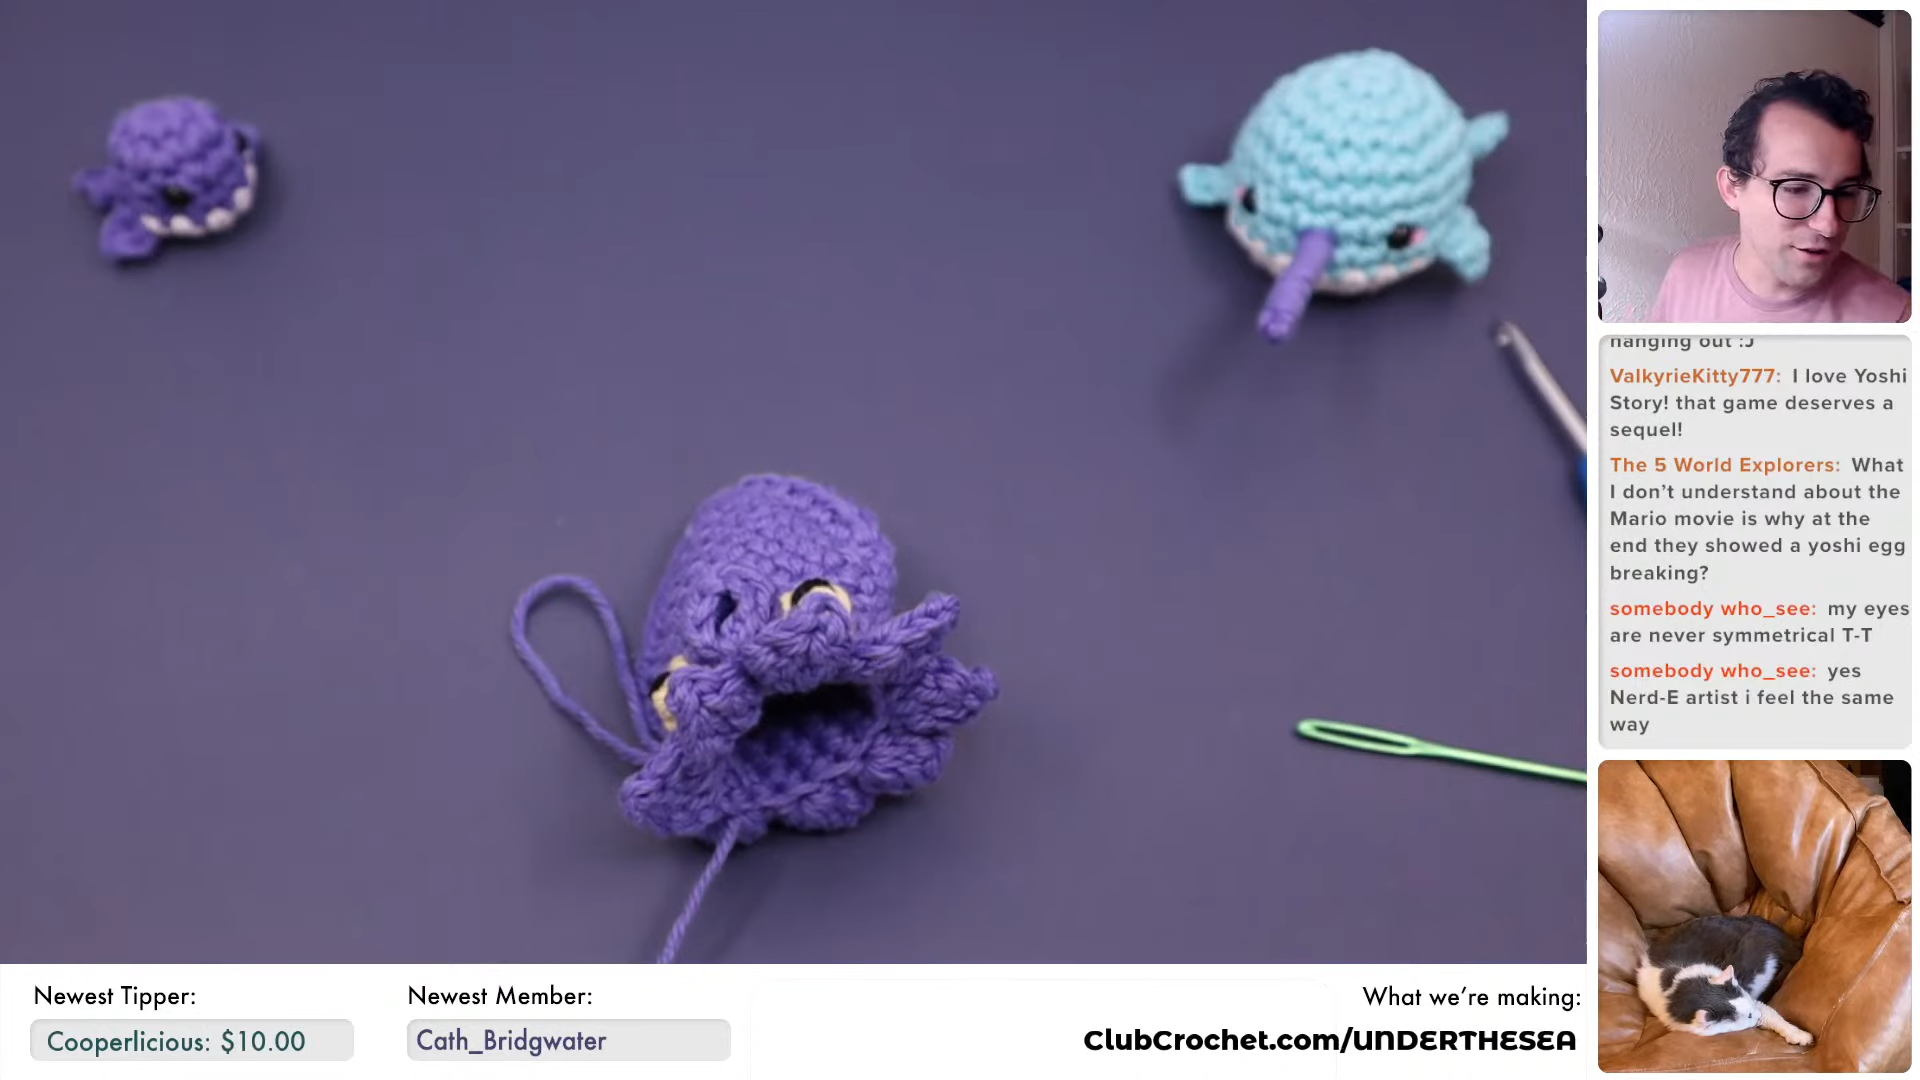 hanging out :J
ValkyrieKitty777: I love Yoshi
Story! that game deserves a
sequel!
The 5 World Explorers: What
I don’t understand about the
Mario movie is why at the
end they showed a yoshi egg
breaking?
somebody who_see: my eyes
are never symmetrical T-T
somebody who_see: yes
Nerd-E artist i feel the same
way
Newest Tipper:
Cooperlicious: $10.00
Newest Member:
Cath_Bridgwater
What we’re making:
ClubCrochet.com/UNDERTHESEA